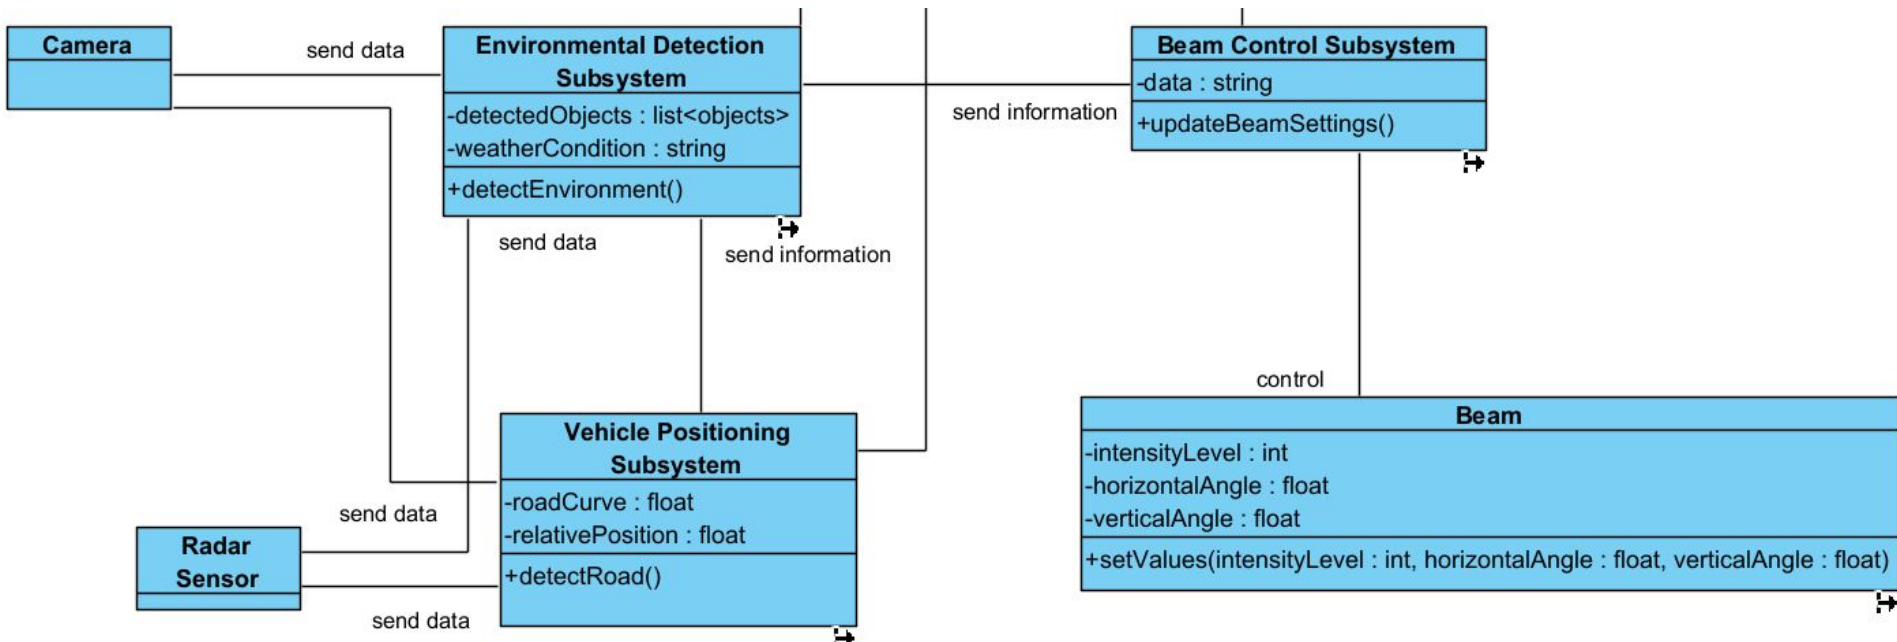 Camera
send data
Environmental Detection
Subsystem
-detectedObjects : list<objects>
-weatherCondition : string
+detectEnvironment()
send information
Beam Control Subsystem
-data : string
+updateBeamSettings()
send data
send information
control
Vehicle Positioning
Subsystem
-roadCurve : float
-relativePosition : float
+detectRoad()
Beam
-intensityLevel : int
-horizontalAngle : float
-verticalAngle : float
+setValues(intensityLevel : int, horizontalAngle : float, verticalAngle : float)
send data
Radar
Sensor
send data